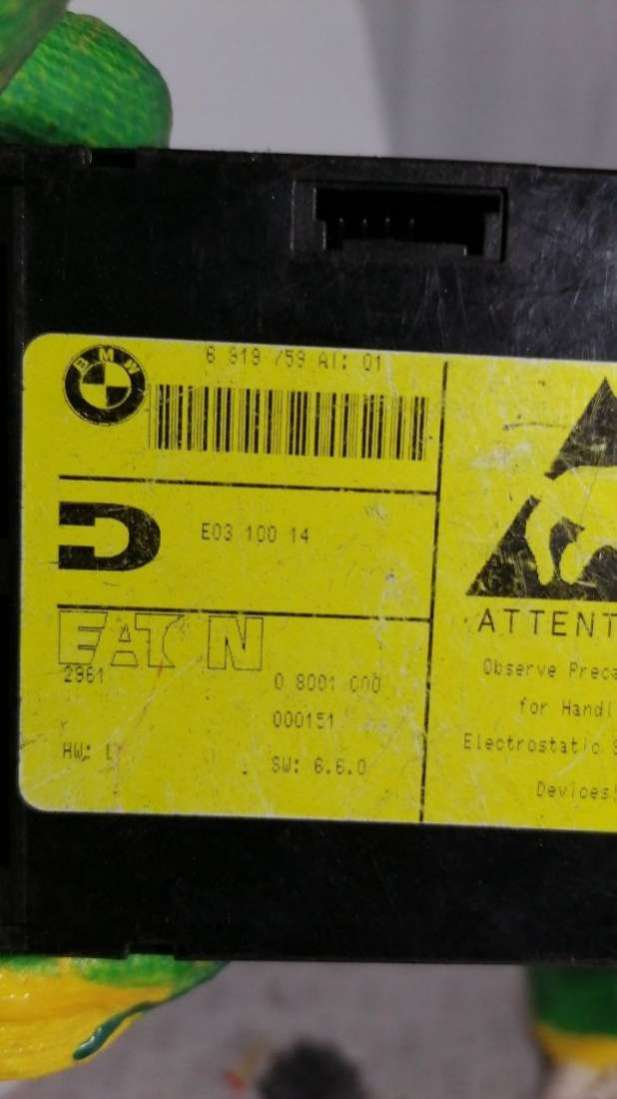 BMW
6 919 759 AI: 01
E03 100 14
EATON
2961
0 8001 000
000151
HW:
SW: 6.6.0
ATTENT
Observe Preca
for Handl
Electrostatic S
Devices